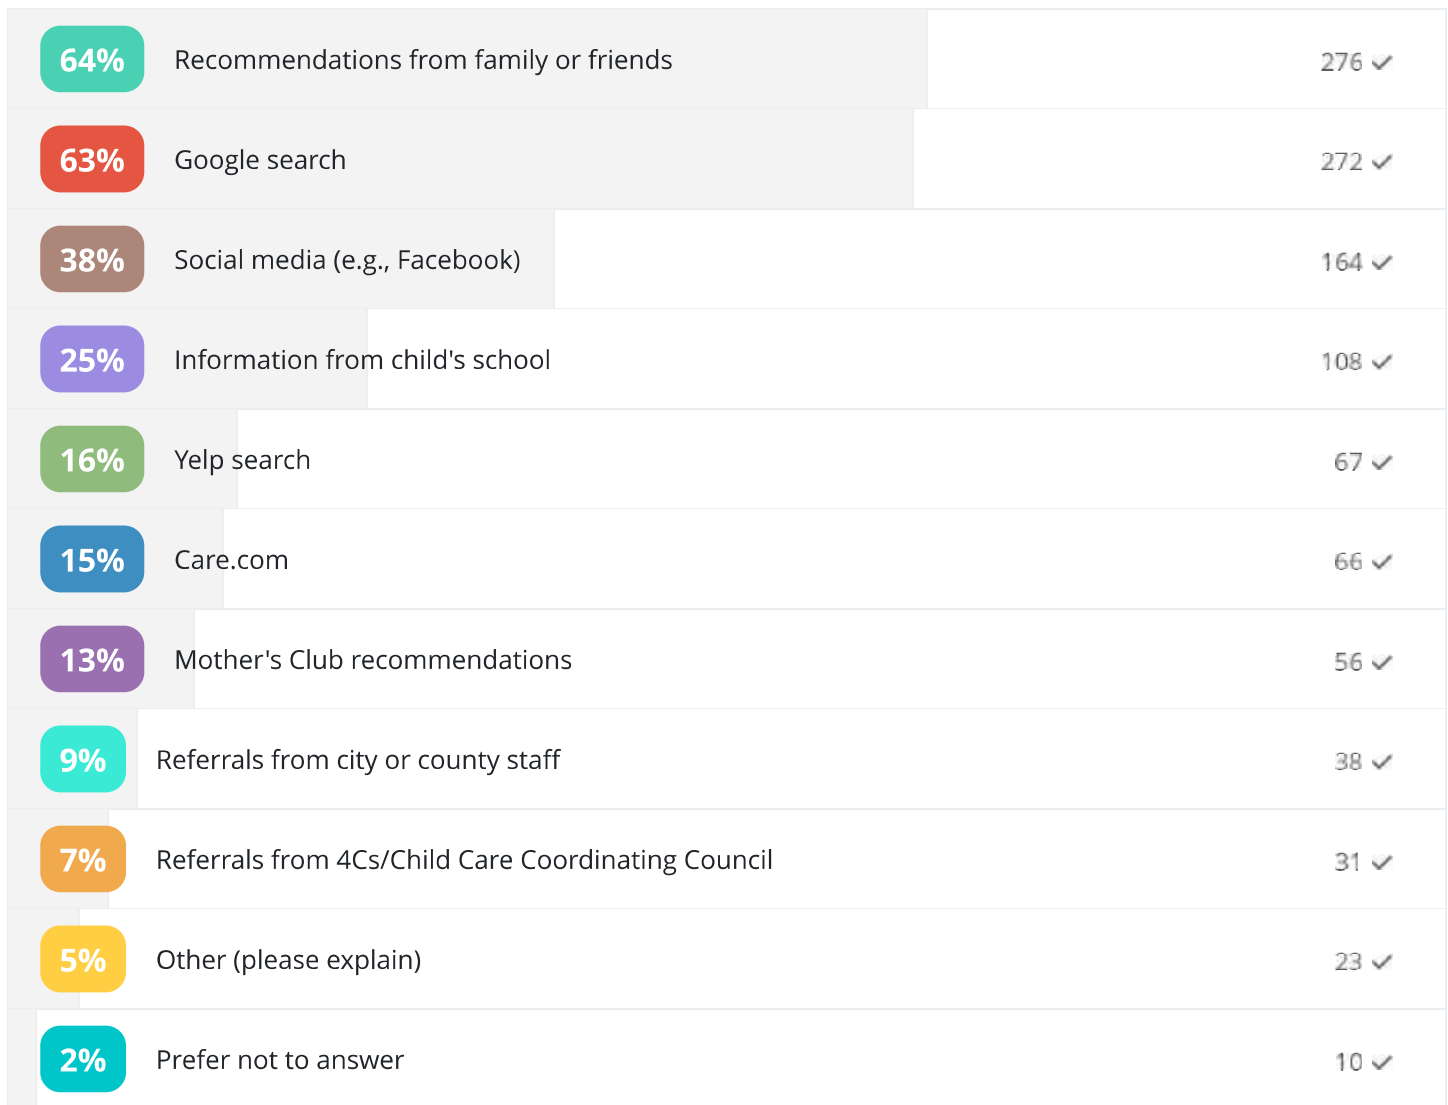 64% Recommendations from family or friends 276
63% Google search 272
38% Social media (e.g., Facebook) 164
25% Information from child's school 108
16% Yelp search 67
15% Care.com 66
13% Mother's Club recommendations 56
9% Referrals from city or county staff 38
7% Referrals from 4Cs/Child Care Coordinating Council 31
5% Other (please explain) 23
2% Prefer not to answer 10